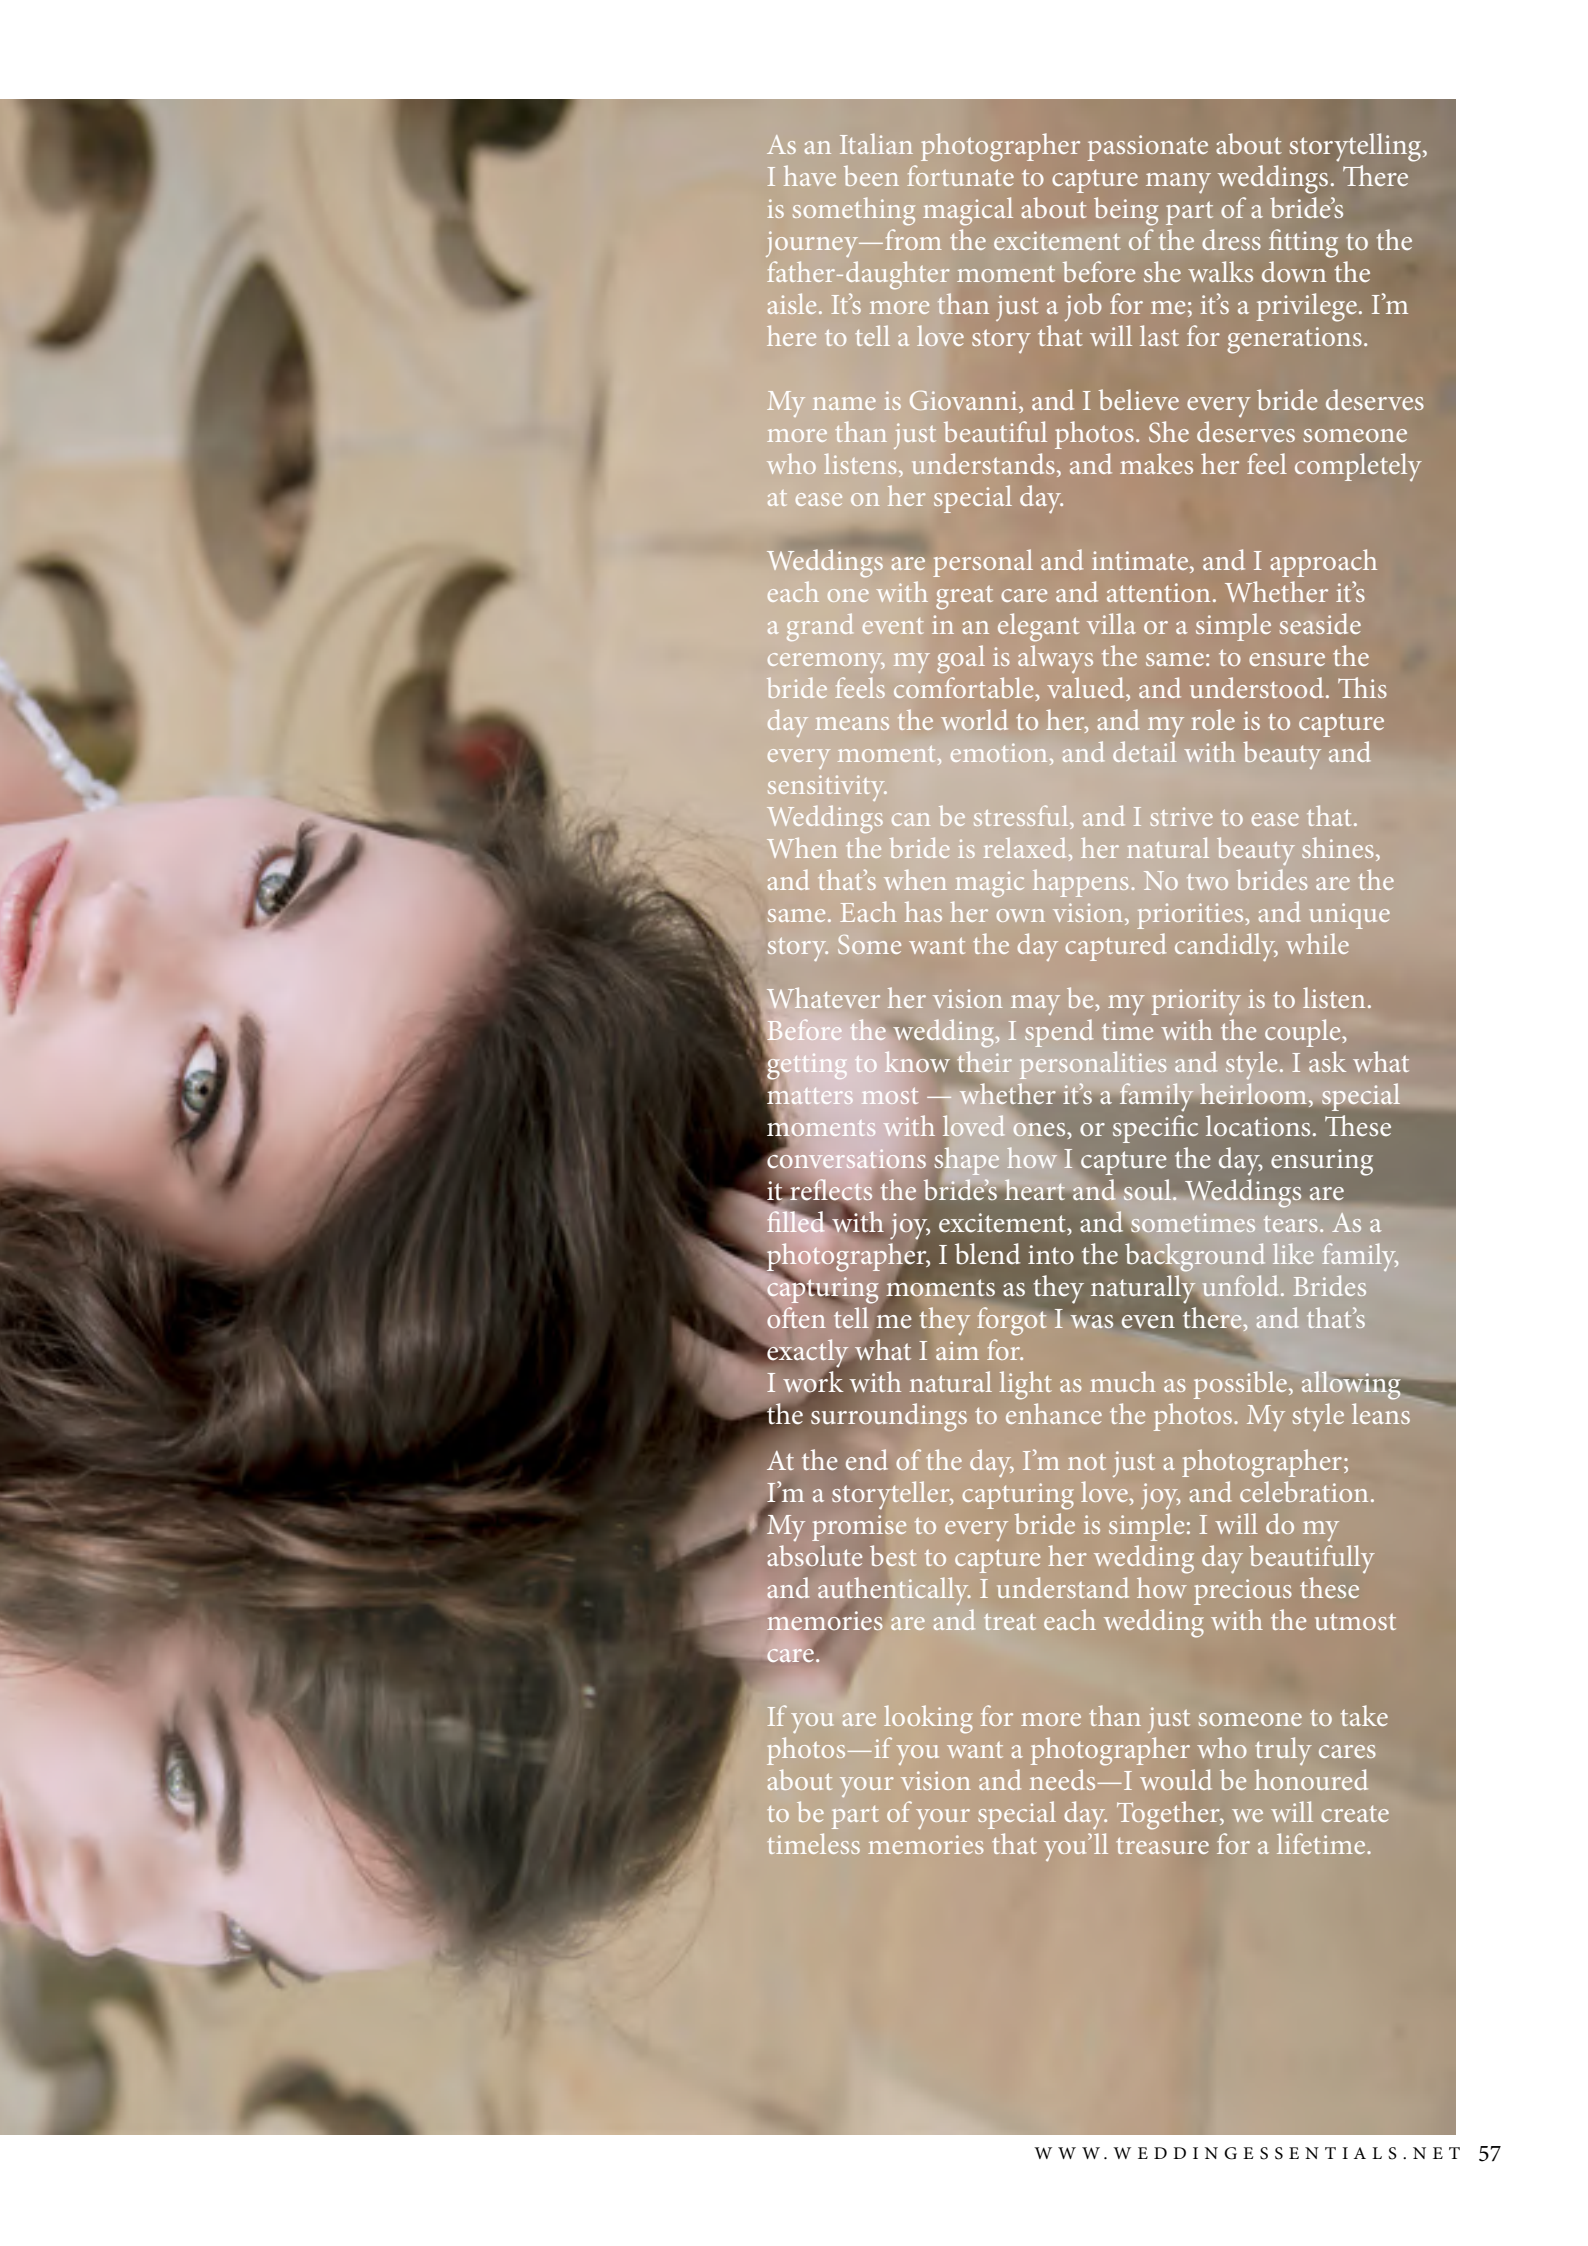 As an Italian photographer passionate about storytelling,
I have been fortunate to capture many weddings. There
is something magical about being part of a bride’s
journey—from the excitement of the dress fitting to the
father-daughter moment before she walks down the
aisle. It’s more than just a job for me; it’s a privilege. I’m
here to tell a love story that will last for generations.
My name is Giovanni, and I believe every bride deserves
more than just beautiful photos. She deserves someone
who listens, understands, and makes her feel completely
at ease on her special day.
Weddings are personal and intimate, and I approach
each one with great care and attention. Whether it’s
a grand event in an elegant villa or a simple seaside
ceremony, my goal is always the same: to ensure the
bride feels comfortable, valued, and understood. This
day means the world to her, and my role is to capture
every moment, emotion, and detail with beauty and
sensitivity.
Weddings can be stressful, and I strive to ease that.
When the bride is relaxed, her natural beauty shines,
and that’s when magic happens. No two brides are the
same. Each has her own vision, priorities, and unique
story. Some want the day captured candidly, while
Whatever her vision may be, my priority is to listen.
Before the wedding, I spend time with the couple,
getting to know their personalities and style. I ask what
matters most — whether it’s a family heirloom, special
moments with loved ones, or specific locations. These
conversations shape how I capture the day, ensuring
it reflects the bride’s heart and soul. Weddings are
filled with joy, excitement, and sometimes tears. As a
photographer, I blend into the background like family,
capturing moments as they naturally unfold. Brides
often tell me they forgot I was even there, and that’s
exactly what I aim for.
I work with natural light as much as possible, allowing
the surroundings to enhance the photos. My style leans
At the end of the day, I’m not just a photographer;
I’m a storyteller, capturing love, joy, and celebration.
My promise to every bride is simple: I will do my
absolute best to capture her wedding day beautifully
and authentically. I understand how precious these
memories are and treat each wedding with the utmost
care.
If you are looking for more than just someone to take
photos—if you want a photographer who truly cares
about your vision and needs—I would be honoured
to be part of your special day. Together, we will create
timeless memories that you’ll treasure for a lifetime.
WWW.WEDDINGESSENTIALS.NET 57